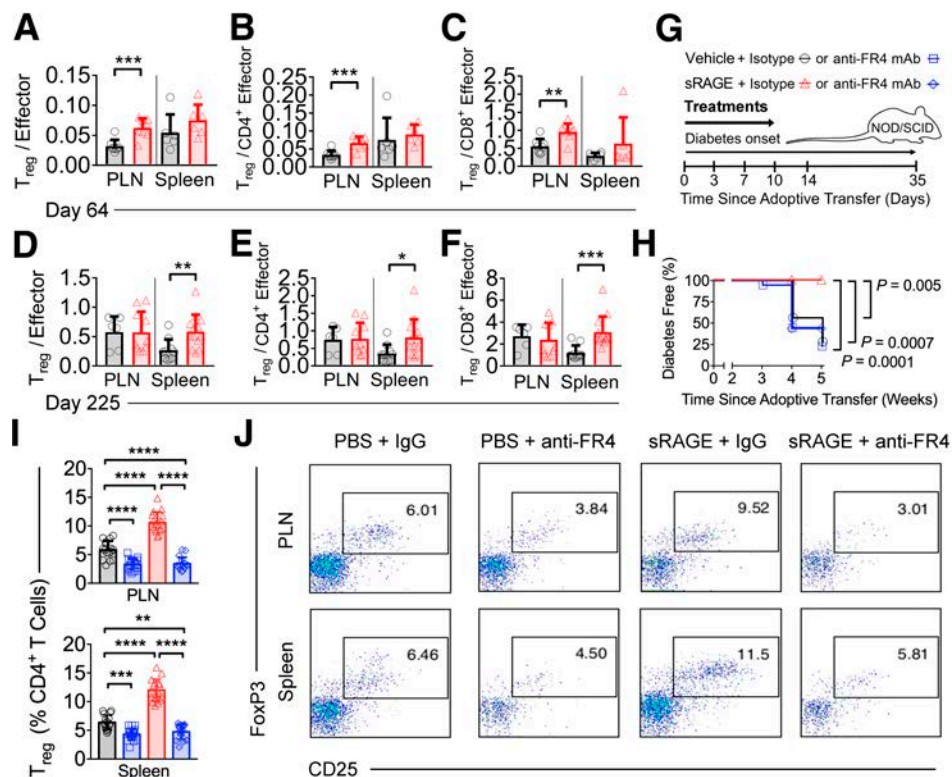 A
T_reg / Effector
0.15
0.10
0.05
0.00
***
PLN Spleen
B
T_reg / CD4+ Effector
0.25
0.20
0.15
0.10
0.05
0.00
***
PLN Spleen
C
T_reg / CD8+ Effector
2.5
2.0
1.5
1.0
0.5
0.0
**
PLN Spleen
Day 64
D
T_reg / Effector
1.5
1.0
0.5
0.0
**
PLN Spleen
E
T_reg / CD4+ Effector
2.5
2.0
1.5
1.0
0.5
0.0
*
PLN Spleen
F
T_reg / CD8+ Effector
8
6
4
2
0
***
PLN Spleen
Day 225
G
Vehicle + Isotype or anti-FR4 mAb
sRAGE + Isotype or anti-FR4 mAb
Treatments
Diabetes onset
NOD/SCID
0 3 7 10 14 35
Time Since Adoptive Transfer (Days)
H
Diabetes Free (%)
100
75
50
25
0
0 2 3 4 5
P = 0.005
P = 0.0007
P = 0.0001
Time Since Adoptive Transfer (Weeks)
I
T_reg (% CD4+ T Cells)
20
15
10
5
0
****
**** ****
****
PLN
20
15
10
5
0
**
**** ****
***
Spleen
J
PBS + IgG PBS + anti-FR4 sRAGE + IgG sRAGE + anti-FR4
PLN
6.01 3.84 9.52 3.01
Spleen
6.46 4.50 11.5 5.81
FoxP3
CD25